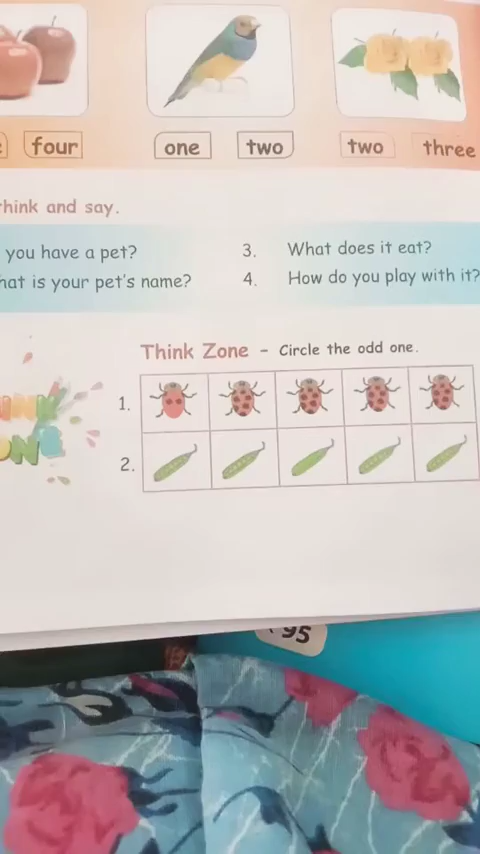 four
one
two
two
three
think and say.
you have a pet?
3. What does it eat?
hat is your pet's name?
4. How do you play with it?
Think Zone - Circle the odd one.
1.
2.
95